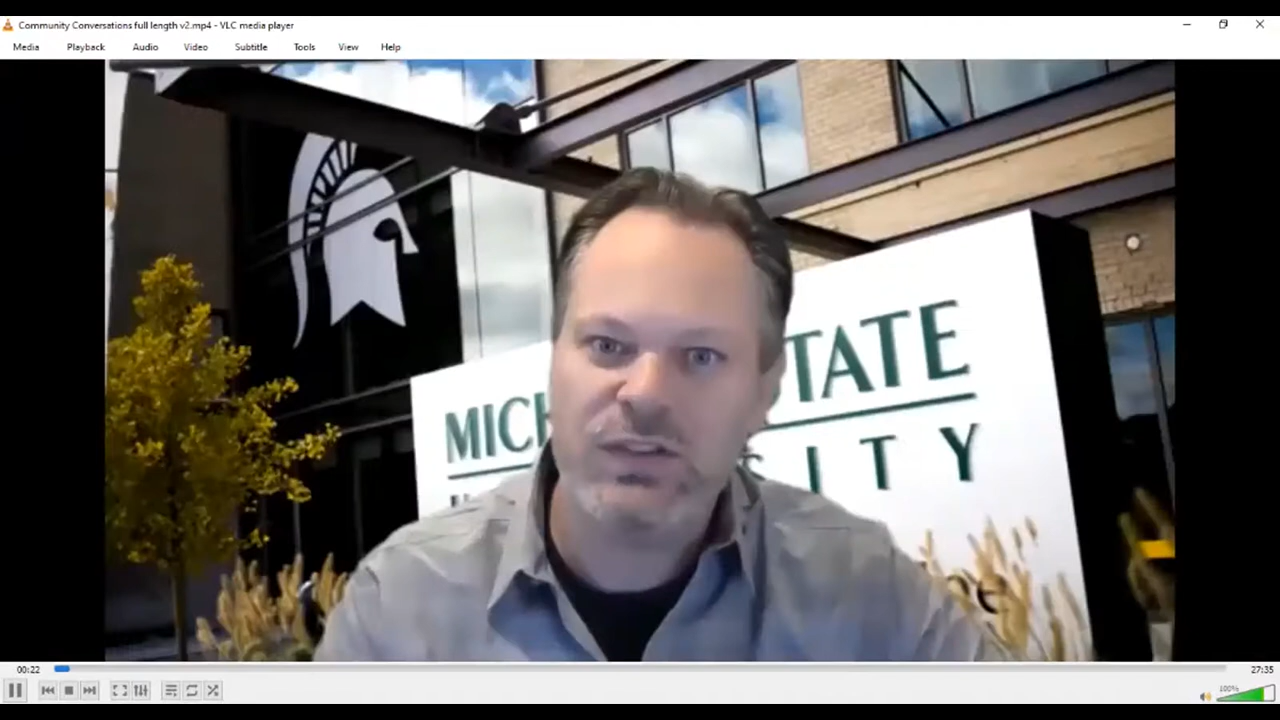 Community Conversations full length v2.mp4 - VLC media player
Media Playback Audio Video Subtitle Tools View Help
MICH TATE
SITY
00:22 27:35
100%